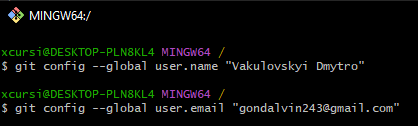 MINGW64:/
xcursi@DESKTOP-PLN8KL4 MINGW64 /
$ git config --global user.name "Vakulovskyi Dmytro"
xcursi@DESKTOP-PLN8KL4 MINGW64 /
$ git config --global user.email "gondalvin243@gmail.com"